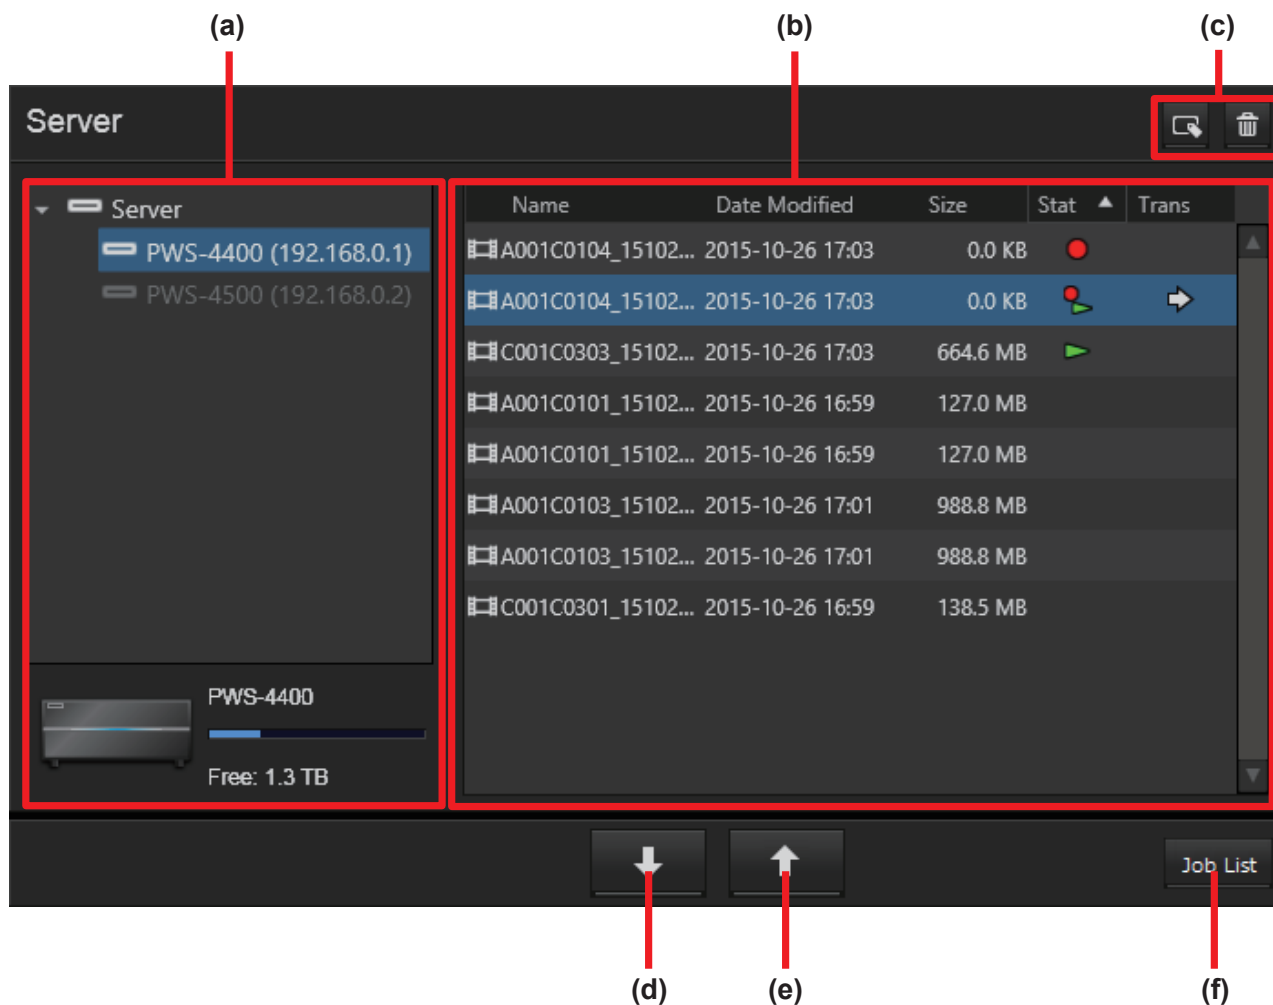 (a) (b) (c)
Server
Server
PWS-4400 (192.168.0.1)
PWS-4500 (192.168.0.2)
PWS-4400
Free: 1.3 TB
Name Date Modified Size Stat Trans
A001C0104_15102... 2015-10-26 17:03 0.0 KB
A001C0104_15102... 2015-10-26 17:03 0.0 KB
C001C0303_15102... 2015-10-26 17:03 664.6 MB
A001C0101_15102... 2015-10-26 16:59 127.0 MB
A001C0101_15102... 2015-10-26 16:59 127.0 MB
A001C0103_15102... 2015-10-26 17:01 988.8 MB
A001C0103_15102... 2015-10-26 17:01 988.8 MB
C001C0301_15102... 2015-10-26 16:59 138.5 MB
Job List
(d) (e) (f)